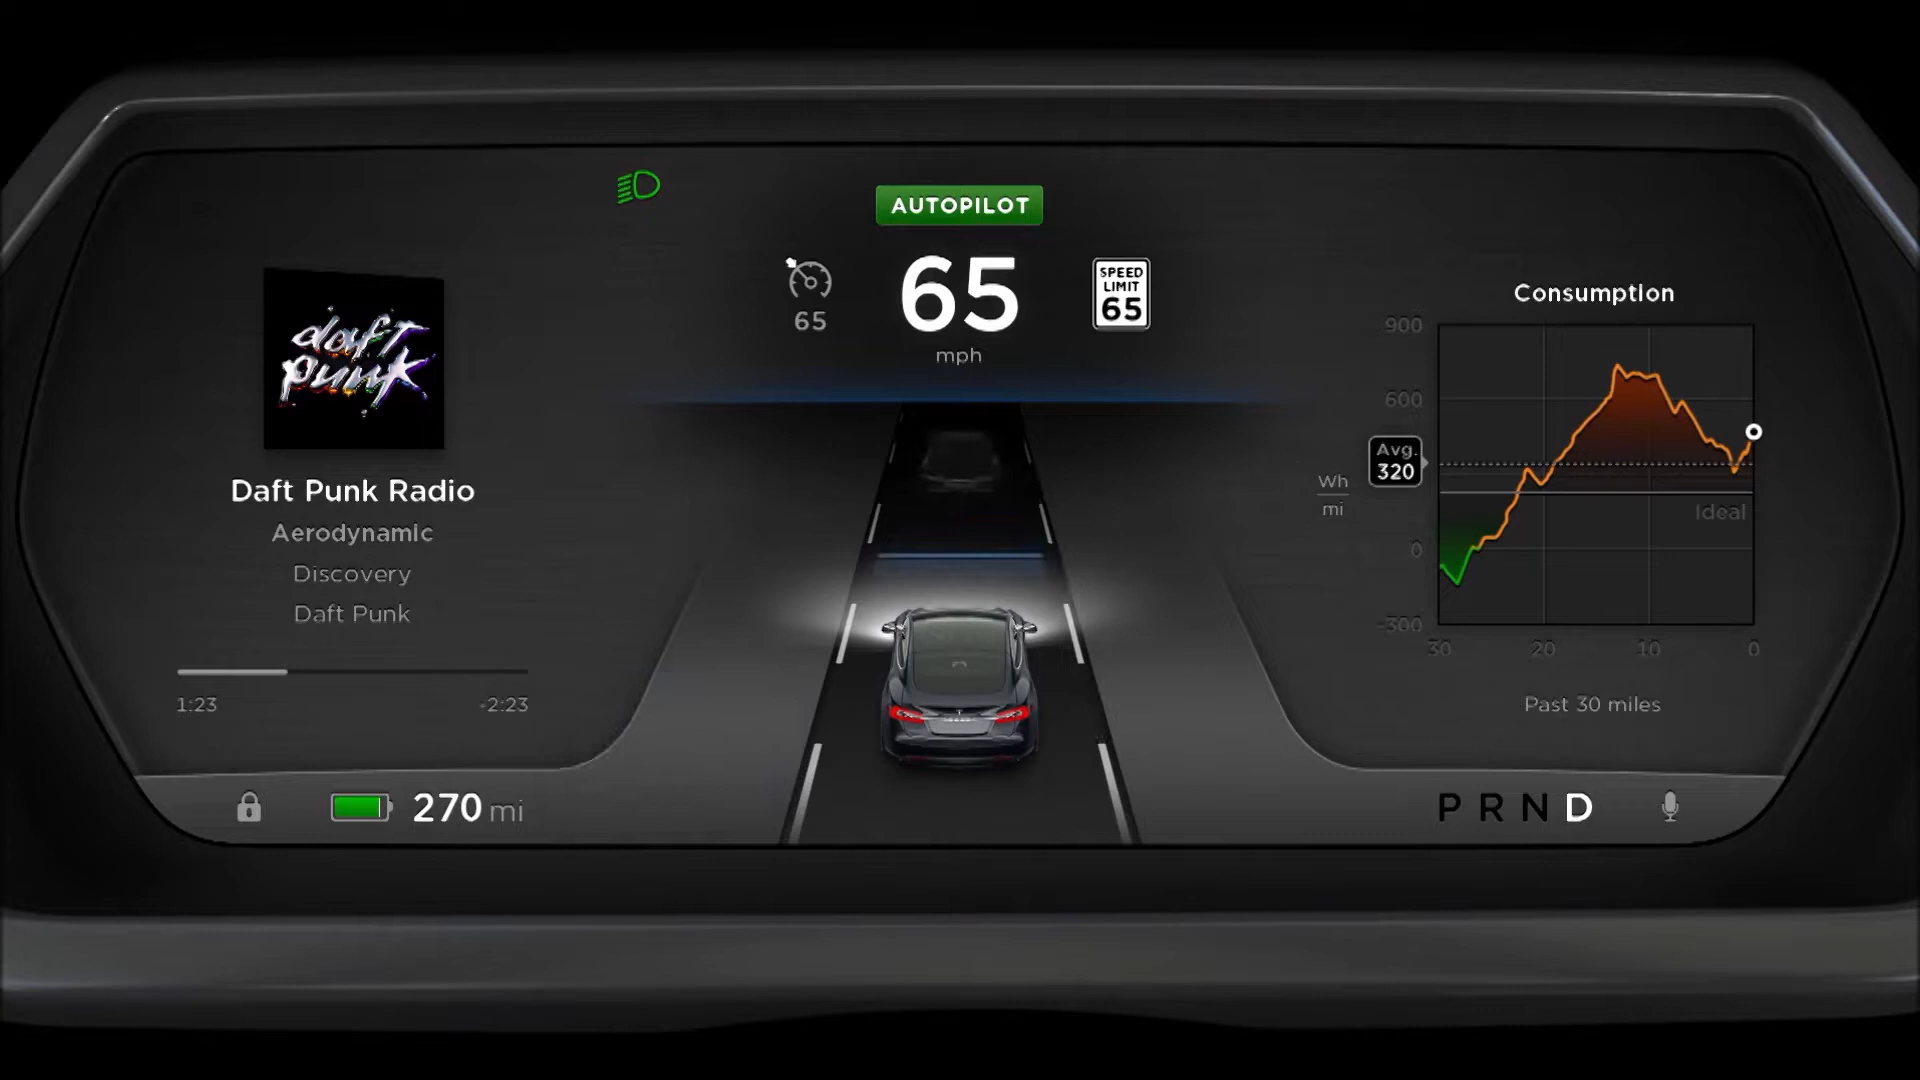 AUTOPILOT
65
65
mph
SPEED
LIMIT
65
daft
punk
Daft Punk Radio
Aerodynamic
Discovery
Daft Punk
1:23
-2:23
270 mi
Consumption
900
600
Avg.
320
Wh
mi
Ideal
0
-300
30
20
10
0
Past 30 miles
P R N D